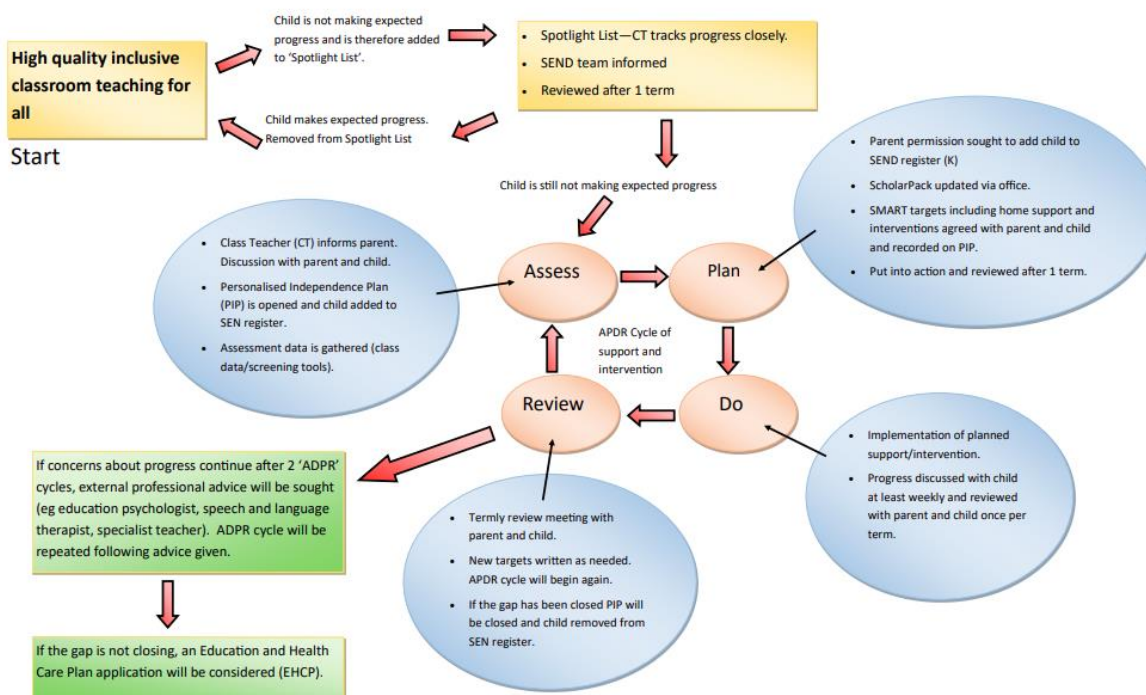 High quality inclusive
classroom teaching for
all
Start
Child is not making expected
progress and is therefore added
to ‘Spotlight List’.
• Spotlight List—CT tracks progress closely.
• SEND team informed
• Reviewed after 1 term
Child makes expected progress.
Removed from Spotlight List
Child is still not making expected progress
• Class Teacher (CT) informs parent.
Discussion with parent and child.
• Personalised Independence Plan
(PIP) is opened and child added to
SEN register.
• Assessment data is gathered (class
data/screening tools).
Assess
Plan
• Parent permission sought to add child to
SEND register (K)
• ScholarPack updated via office.
• SMART targets including home support and
interventions agreed with parent and child
and recorded on PIP.
• Put into action and reviewed after 1 term.
APDR Cycle of
support and
intervention
Review
Do
• Implementation of planned
support/intervention.
• Progress discussed with child
at least weekly and reviewed
with parent and child once per
term.
• Termly review meeting with
parent and child.
• New targets written as needed.
APDR cycle will begin again.
• If the gap has been closed PIP will
be closed and child removed from
SEN register.
If concerns about progress continue after 2 ‘ADPR’
cycles, external professional advice will be sought
(eg education psychologist, speech and language
therapist, specialist teacher).  ADPR cycle will be
repeated following advice given.
If the gap is not closing, an Education and Health
Care Plan application will be considered (EHCP).